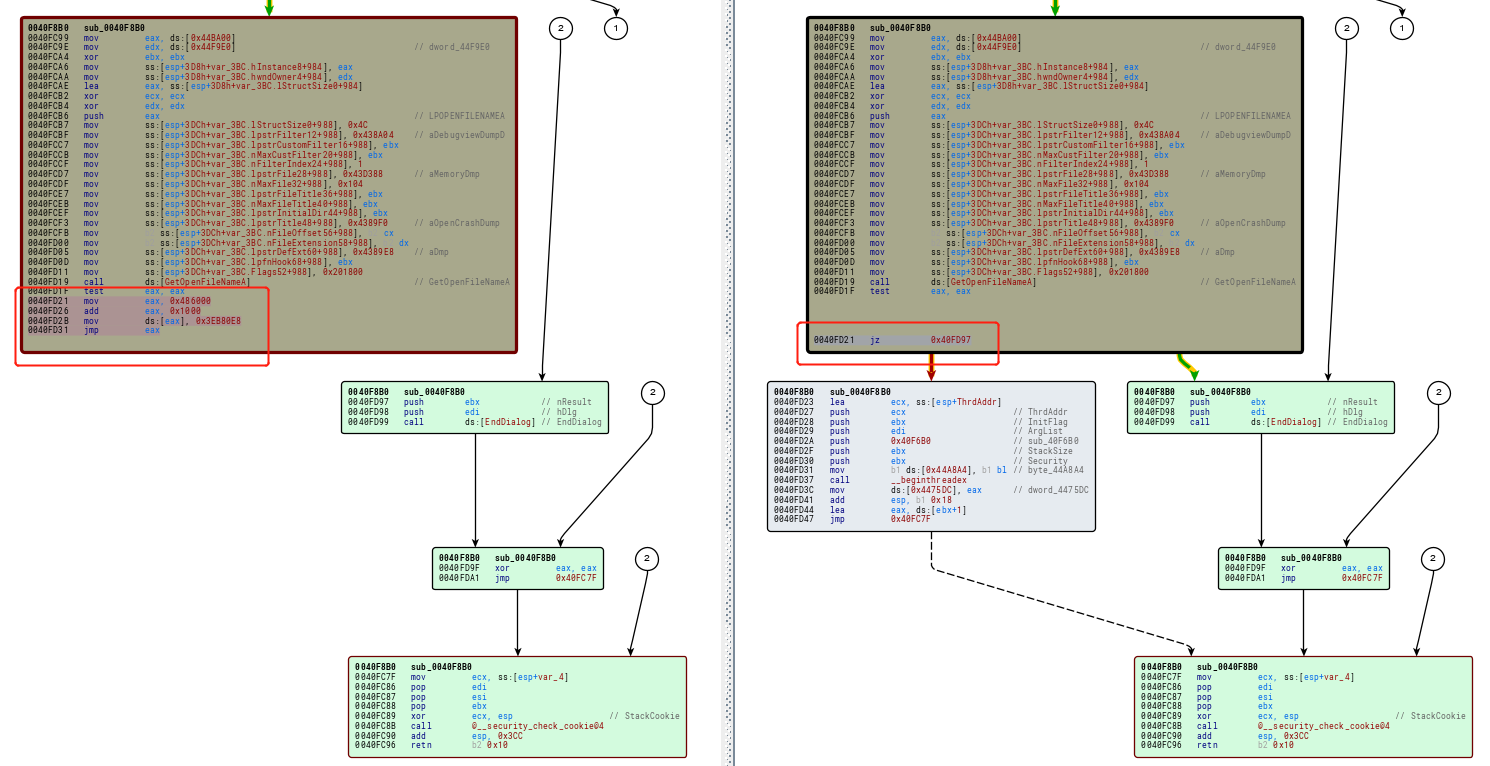 2
1
0040F8B0 sub_0040F8B0
0040FC99 mov eax, ds:[0x44BA00]
0040FC9E mov edx, ds:[0x44F9E0] // dword_44F9E0
0040FCA4 xor ebx, ebx
0040FCA6 mov ss:[esp+3D8h+var_3BC.hInstance8+984], eax
0040FCAA mov ss:[esp+3D8h+var_3BC.hwndOwner4+984], edx
0040FCAE lea eax, ss:[esp+3D8h+var_3BC.lStructSize0+984]
0040FCB2 xor ecx, ecx
0040FCB4 xor edx, edx
0040FCB6 push eax // LPOPENFILENAMEA
0040FCB7 mov ss:[esp+3DCh+var_3BC.lStructSize0+988], 0x4C
0040FCBF mov ss:[esp+3DCh+var_3BC.lpstrFilter12+988], 0x438A04 // aDebugviewDumpD
0040FCC7 mov ss:[esp+3DCh+var_3BC.lpstrCustomFilter16+988], ebx
0040FCCB mov ss:[esp+3DCh+var_3BC.nMaxCustFilter20+988], ebx
0040FCCF mov ss:[esp+3DCh+var_3BC.nFilterIndex24+988], 1
0040FCD7 mov ss:[esp+3DCh+var_3BC.lpstrFile28+988], 0x43D388 // aMemoryDmp
0040FCDF mov ss:[esp+3DCh+var_3BC.nMaxFile32+988], 0x104
0040FCE7 mov ss:[esp+3DCh+var_3BC.lpstrFileTitle36+988], ebx
0040FCEB mov ss:[esp+3DCh+var_3BC.nMaxFileTitle40+988], ebx
0040FCEF mov ss:[esp+3DCh+var_3BC.lpstrInitialDir44+988], ebx
0040FCF3 mov ss:[esp+3DCh+var_3BC.lpstrTitle48+988], 0x4389F0 // aOpenCrashDump
0040FCFB mov ss:[esp+3DCh+var_3BC.nFileOffset56+988], cx
0040FD00 mov ss:[esp+3DCh+var_3BC.nFileExtension58+988], dx
0040FD05 mov ss:[esp+3DCh+var_3BC.lpstrDefExt60+988], 0x4389E8 // aDmp
0040FD0D mov ss:[esp+3DCh+var_3BC.lpfnHook68+988], ebx
0040FD11 mov ss:[esp+3DCh+var_3BC.Flags52+988], 0x201800
0040FD19 call ds:[GetOpenFileNameA] // GetOpenFileNameA
0040FD1F test eax, eax
0040FD21 mov eax, 0x486000
0040FD26 add eax, 0x1000
0040FD2B mov ds:[eax], 0x3EB80E8
0040FD31 jmp eax
0040F8B0 sub_0040F8B0
0040FD97 push ebx // nResult
0040FD98 push edi // hDlg
0040FD99 call ds:[EndDialog] // EndDialog
2
0040F8B0 sub_0040F8B0
0040FD9F xor eax, eax
0040FDA1 jmp 0x40FC7F
2
0040F8B0 sub_0040F8B0
0040FC7F mov ecx, ss:[esp+var_4]
0040FC86 pop edi
0040FC87 pop esi
0040FC88 pop ebx
0040FC89 xor ecx, esp // StackCookie
0040FC8B call @__security_check_cookie@4
0040FC90 add esp, 0x3CC
0040FC96 retn b2 0x10
2
1
0040F8B0 sub_0040F8B0
0040FC99 mov eax, ds:[0x44BA00]
0040FC9E mov edx, ds:[0x44F9E0] // dword_44F9E0
0040FCA4 xor ebx, ebx
0040FCA6 mov ss:[esp+3D8h+var_3BC.hInstance8+984], eax
0040FCAA mov ss:[esp+3D8h+var_3BC.hwndOwner4+984], edx
0040FCAE lea eax, ss:[esp+3D8h+var_3BC.lStructSize0+984]
0040FCB2 xor ecx, ecx
0040FCB4 xor edx, edx
0040FCB6 push eax // LPOPENFILENAMEA
0040FCB7 mov ss:[esp+3DCh+var_3BC.lStructSize0+988], 0x4C
0040FCBF mov ss:[esp+3DCh+var_3BC.lpstrFilter12+988], 0x438A04 // aDebugviewDumpD
0040FCC7 mov ss:[esp+3DCh+var_3BC.lpstrCustomFilter16+988], ebx
0040FCCB mov ss:[esp+3DCh+var_3BC.nMaxCustFilter20+988], ebx
0040FCCF mov ss:[esp+3DCh+var_3BC.nFilterIndex24+988], 1
0040FCD7 mov ss:[esp+3DCh+var_3BC.lpstrFile28+988], 0x43D388 // aMemoryDmp
0040FCDF mov ss:[esp+3DCh+var_3BC.nMaxFile32+988], 0x104
0040FCE7 mov ss:[esp+3DCh+var_3BC.lpstrFileTitle36+988], ebx
0040FCEB mov ss:[esp+3DCh+var_3BC.nMaxFileTitle40+988], ebx
0040FCEF mov ss:[esp+3DCh+var_3BC.lpstrInitialDir44+988], ebx
0040FCF3 mov ss:[esp+3DCh+var_3BC.lpstrTitle48+988], 0x4389F0 // aOpenCrashDump
0040FCFB mov ss:[esp+3DCh+var_3BC.nFileOffset56+988], cx
0040FD00 mov ss:[esp+3DCh+var_3BC.nFileExtension58+988], dx
0040FD05 mov ss:[esp+3DCh+var_3BC.lpstrDefExt60+988], 0x4389E8 // aDmp
0040FD0D mov ss:[esp+3DCh+var_3BC.lpfnHook68+988], ebx
0040FD11 mov ss:[esp+3DCh+var_3BC.Flags52+988], 0x201800
0040FD19 call ds:[GetOpenFileNameA] // GetOpenFileNameA
0040FD1F test eax, eax
0040FD21 jz 0x40FD97
0040F8B0 sub_0040F8B0
0040FD23 lea ecx, ss:[esp+ThrdAddr]
0040FD27 push ecx // ThrdAddr
0040FD28 push ebx // InitFlag
0040FD29 push edi // ArgList
0040FD2A push 0x40F6B0 // sub_40F6B0
0040FD2F push ebx // StackSize
0040FD30 push ebx // Security
0040FD31 mov b1 ds:[0x44A8A4], b1 bl // byte_44A8A4
0040FD37 call __beginthreadex
0040FD3C mov ds:[0x4475DC], eax // dword_4475DC
0040FD41 add esp, b1 0x18
0040FD44 lea eax, ds:[ebx+1]
0040FD47 jmp 0x40FC7F
0040F8B0 sub_0040F8B0
0040FD97 push ebx // nResult
0040FD98 push edi // hDlg
0040FD99 call ds:[EndDialog] // EndDialog
2
0040F8B0 sub_0040F8B0
0040FD9F xor eax, eax
0040FDA1 jmp 0x40FC7F
2
0040F8B0 sub_0040F8B0
0040FC7F mov ecx, ss:[esp+var_4]
0040FC86 pop edi
0040FC87 pop esi
0040FC88 pop ebx
0040FC89 xor ecx, esp // StackCookie
0040FC8B call @__security_check_cookie@4
0040FC90 add esp, 0x3CC
0040FC96 retn b2 0x10